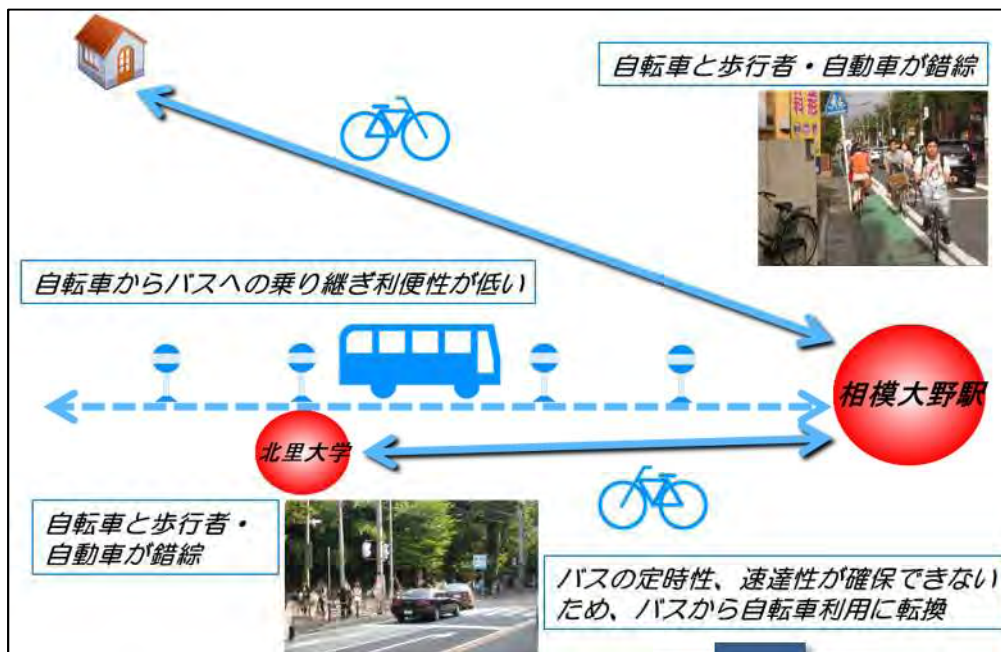 自転車と歩行者・自動車が錯綜
自転車からバスへの乗り継ぎ利便性が低い
相模大野駅
北里大学
自転車と歩行者・
自動車が錯綜
バスの定時性、速達性が確保できない
ため、バスから自転車利用に転換